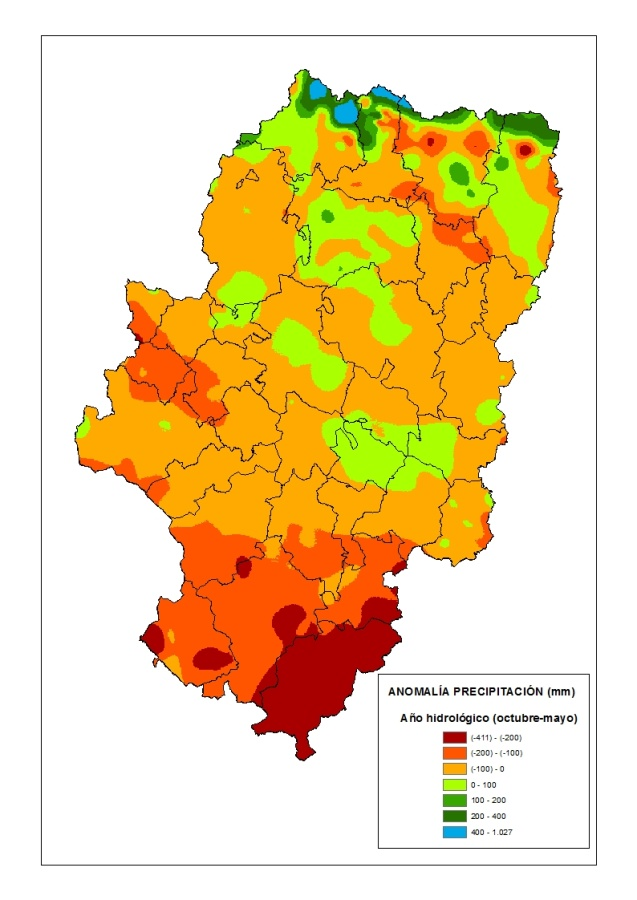 ANOMALÍA PRECIPITACIÓN (mm)
Año hidrológico (octubre-mayo)
(-411) - (-200)
(-200) - (-100)
(-100) - 0
0 - 100
100 - 200
200 - 400
400 - 1.027